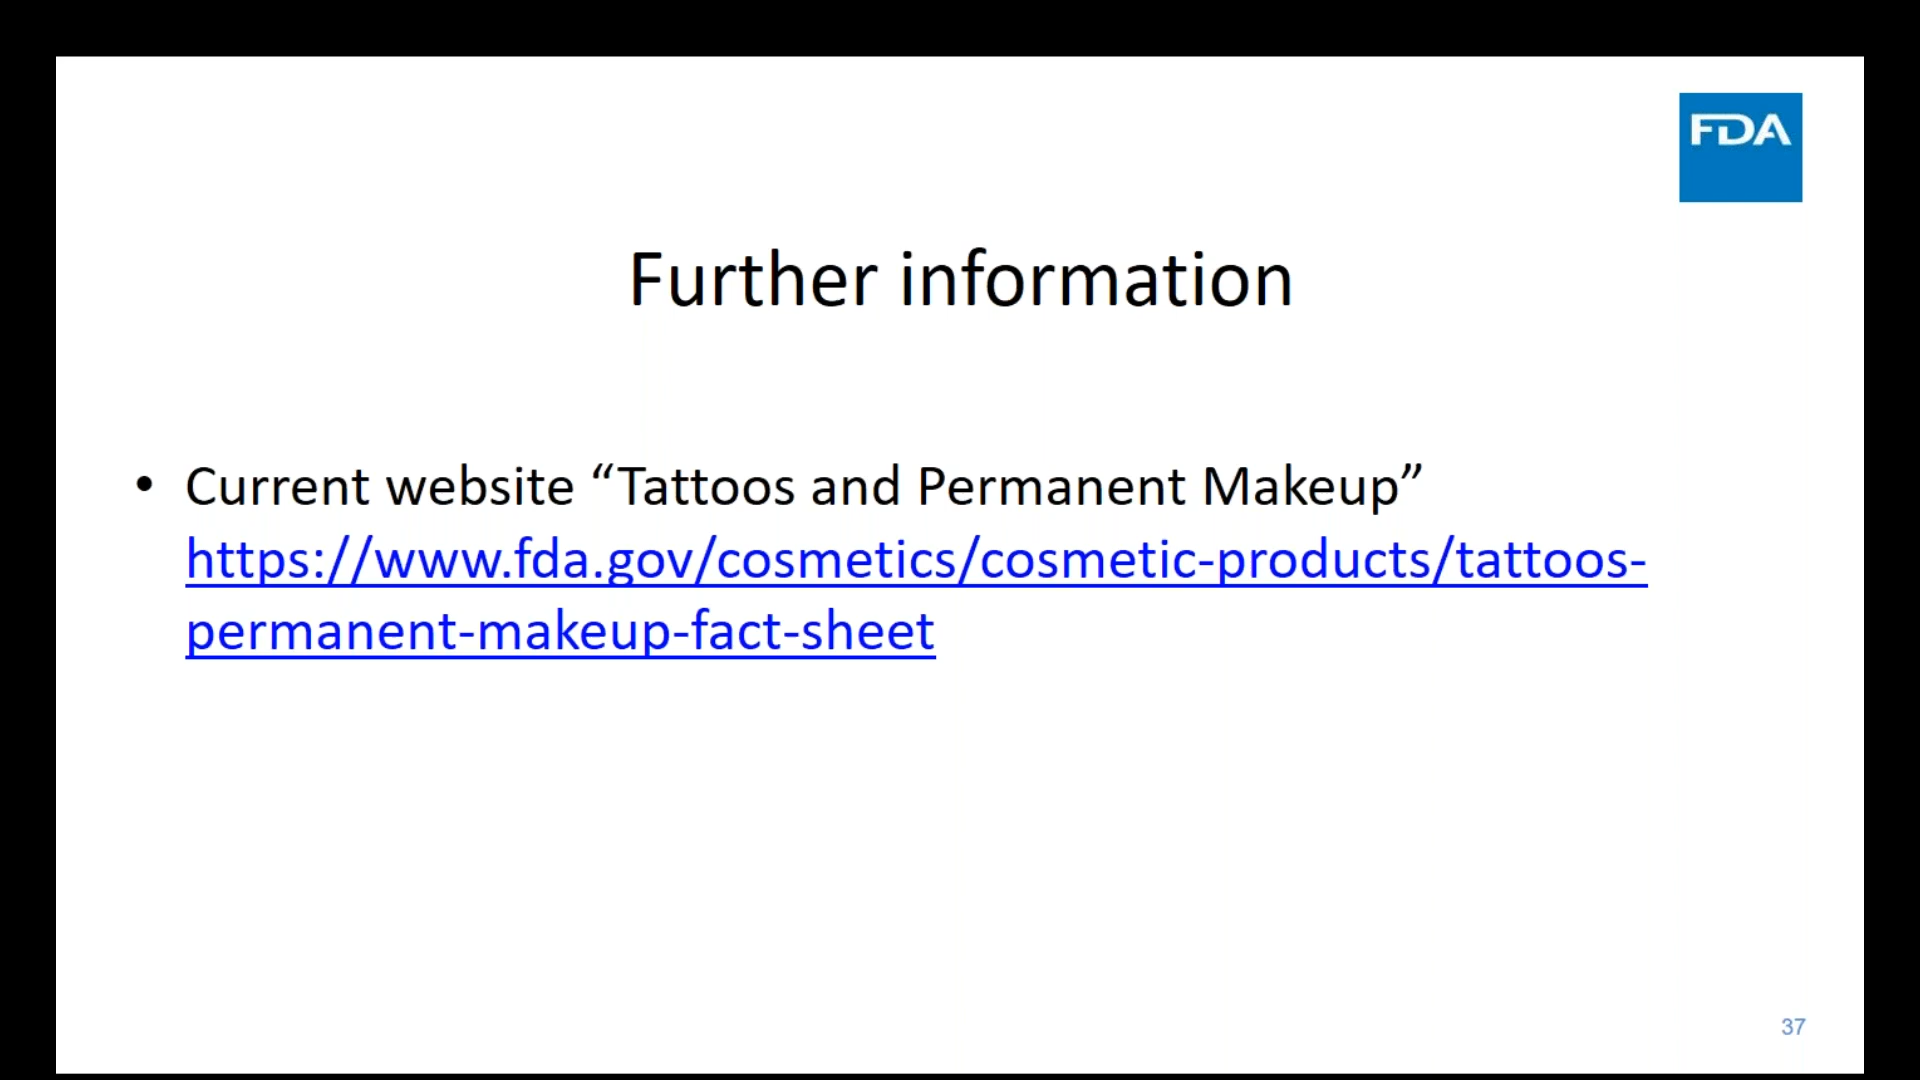 FDA
Further information
• Current website “Tattoos and Permanent Makeup”
https://www.fda.gov/cosmetics/cosmetic-products/tattoos-
permanent-makeup-fact-sheet
37